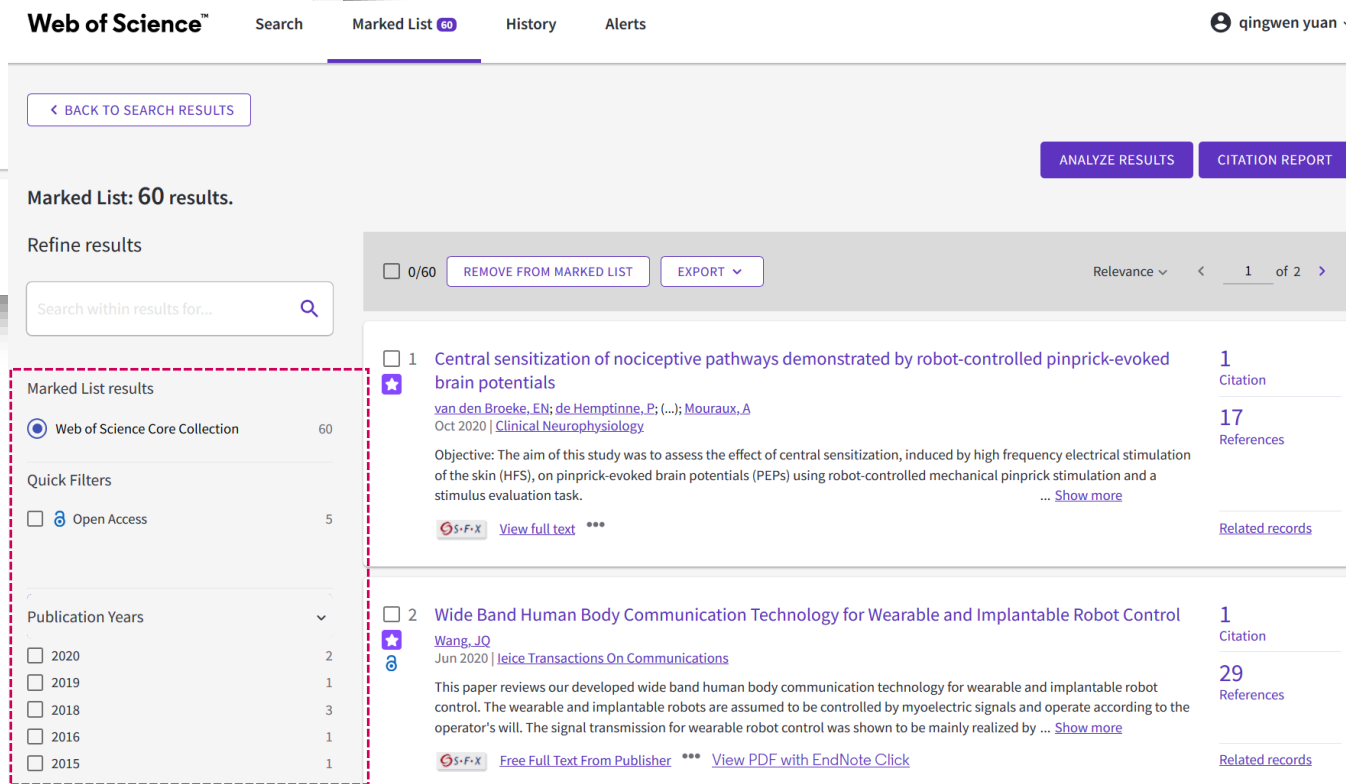 Web of Science™ Search Marked List 60 History Alerts qingwen yuan
BACK TO SEARCH RESULTS
ANALYZE RESULTS CITATION REPORT
Marked List: 60 results.
Refine results
0/60 REMOVE FROM MARKED LIST EXPORT Relevance 1 of 2
Search within results for...
Marked List results
Web of Science Core Collection 60
Quick Filters
Open Access 5
Publication Years
2020 2
2019 1
2018 3
2016 1
2015 1
1 Central sensitization of nociceptive pathways demonstrated by robot-controlled pinprick-evoked
brain potentials
van den Broeke, EN; de Hemptinne, P; (...); Mouraux, A
Oct 2020 | Clinical Neurophysiology
Objective: The aim of this study was to assess the effect of central sensitization, induced by high frequency electrical stimulation
of the skin (HFS), on pinprick-evoked brain potentials (PEPs) using robot-controlled mechanical pinprick stimulation and a
stimulus evaluation task. ... Show more
S·F·X View full text •••
1
Citation
17
References
Related records
2 Wide Band Human Body Communication Technology for Wearable and Implantable Robot Control
Wang, JQ
Jun 2020 | Ieice Transactions On Communications
This paper reviews our developed wide band human body communication technology for wearable and implantable robot
control. The wearable and implantable robots are assumed to be controlled by myoelectric signals and operate according to the
operator's will. The signal transmission for wearable robot control was shown to be mainly realized by ... Show more
S·F·X Free Full Text From Publisher ••• View PDF with EndNote Click
1
Citation
29
References
Related records